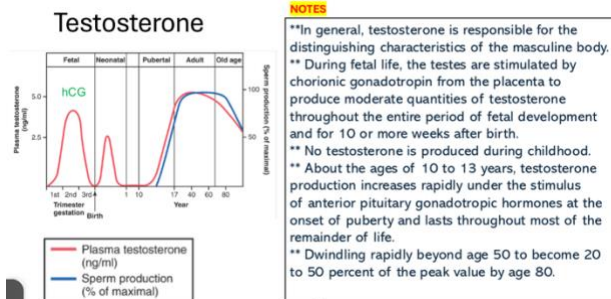 Testosterone
Fetal Neonatal Pubertal Adult Old age
hCG
Plasma testosterone
(ng/ml)
5.0
2.5
100
50
Sperm production (% of maximal)
1st 2nd 3rd
1 10 17 40 60 80
Trimester
gestation
Birth
Year
Plasma testosterone
(ng/ml)
Sperm production
(% of maximal)
NOTES
**In general, testosterone is responsible for the
distinguishing characteristics of the masculine body.
** During fetal life, the testes are stimulated by
chorionic gonadotropin from the placenta to
produce moderate quantities of testosterone
throughout the entire period of fetal development
and for 10 or more weeks after birth.
** No testosterone is produced during childhood.
** About the ages of 10 to 13 years, testosterone
production increases rapidly under the stimulus
of anterior pituitary gonadotropic hormones at the
onset of puberty and lasts throughout most of the
remainder of life.
** Dwindling rapidly beyond age 50 to become 20
to 50 percent of the peak value by age 80.